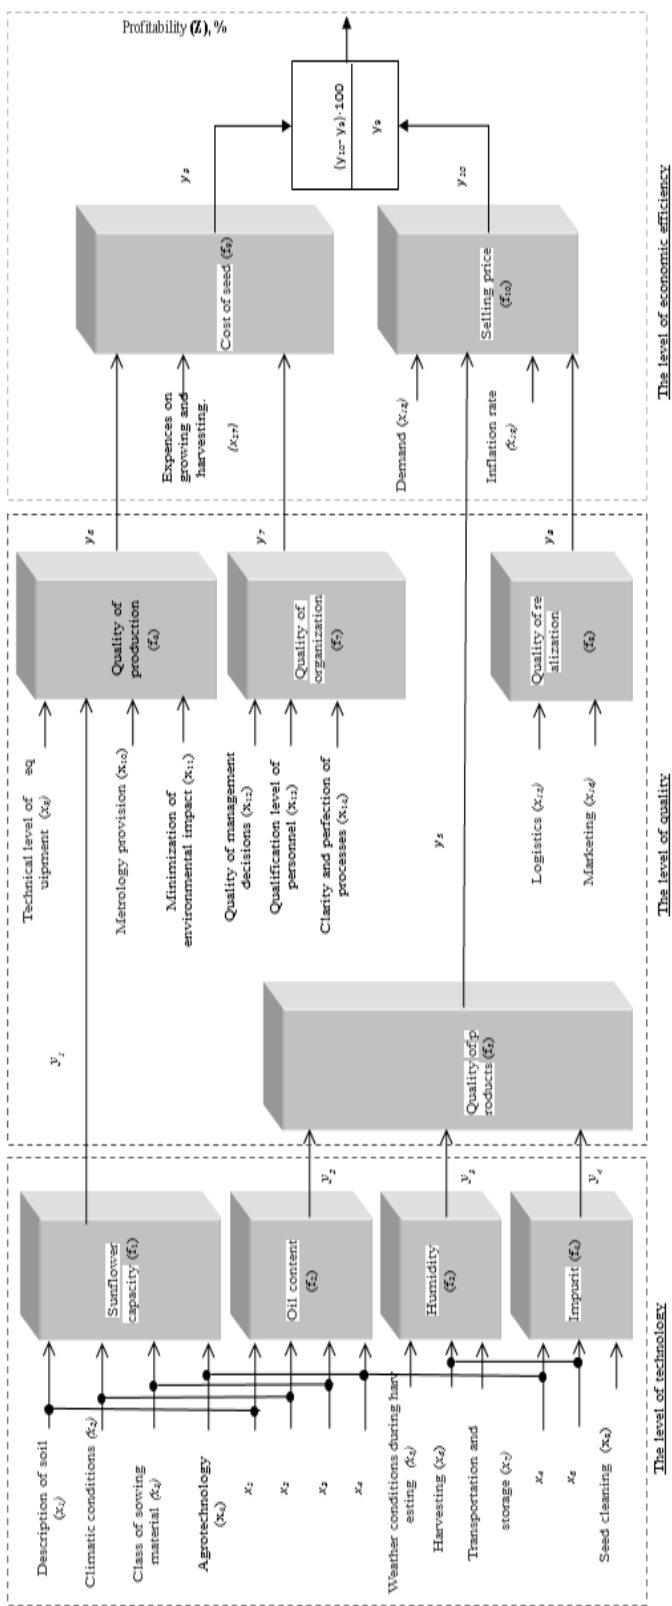 Profitability (Z), %
(y₁₀- y₉)·100
y₉
y₉
y₁₀
Cost of seed (f₉)
Selling price
(f₁₀)
Expences on
growing and
harvesting.
(x₁₇)
Demand (x₁₈)
Inflation rate
(x₁₉)
The level of economic efficiency
y₆
y₇
y₈
Quality of
production
(f₆)
Quality of
organization
(f₇)
Quality of re
alization
(f₈)
Technical level of eq
uipment (x₉)
Metrology provision (x₁₀)
Minimization of
environmental impact (x₁₁)
Quality of management
decisions (x₁₂)
Qualification level of
personnel (x₁₃)
Clarity and perfection of
processes (x₁₄)
y₅
Logistics (x₁₅)
Marketing (x₁₆)
y₁
Quality of p
roducts (f₅)
The level of quality
y₂
y₃
y₄
Sunflower
capacity (f₁)
Oil content
(f₂)
Humidity
(f₃)
Impurit (f₄)
Description of soil
(x₁)
Climatic conditions (x₂)
Class of sowing
material (x₃)
Agrotechnology
(x₄)
x₁
x₂
x₃
x₄
Weather conditions during harv
esting (x₅)
Harvesting (x₆)
Transportation and
storage (x₇)
x₄
x₆
Seed cleaning (x₈)
The level of technology